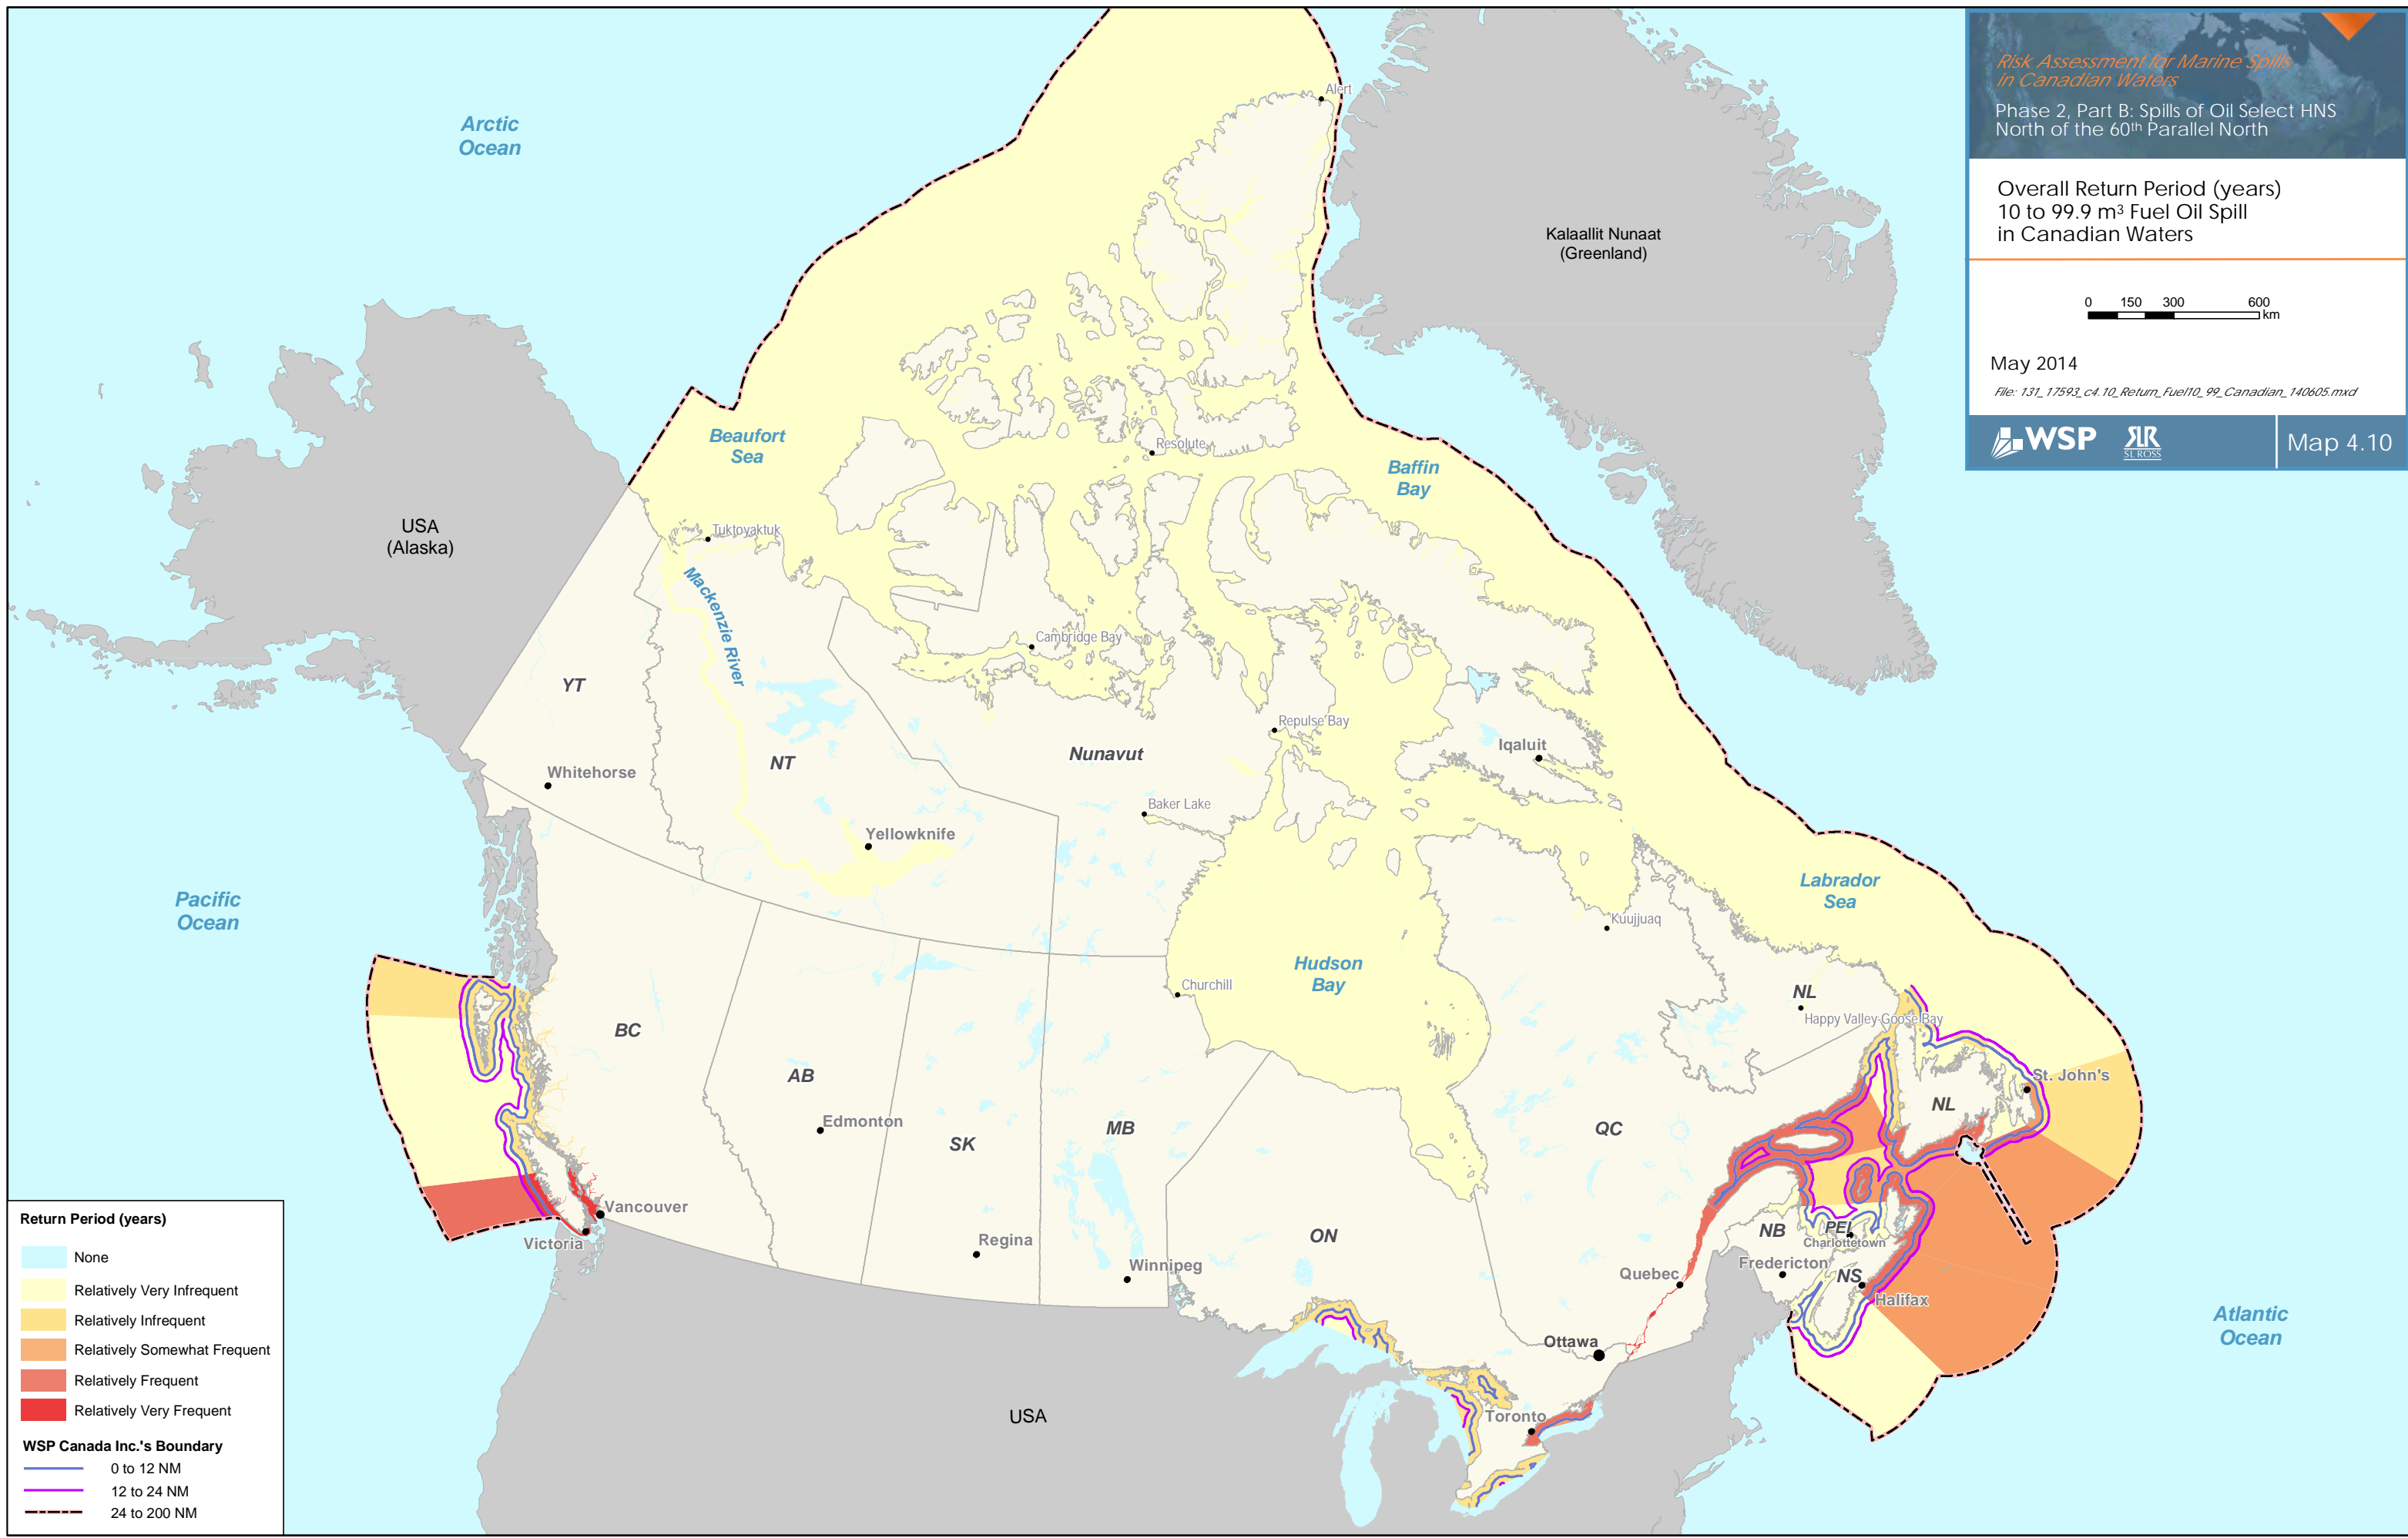 Risk Assessment for Marine Spills
in Canadian Waters
Phase 2, Part B: Spills of Oil Select HNS
North of the 60th Parallel North
Overall Return Period (years)
10 to 99.9 m³ Fuel Oil Spill
in Canadian Waters
0 150 300 600
km
May 2014
File: 131_17593_c4.10_Return_Fuel10_99_Canadian_140605.mxd
WSP
SLR
SL ROSS
Map 4.10
Alert
Arctic
Ocean
Kalaallit Nunaat
(Greenland)
Beaufort
Sea
Resolute
Baffin
Bay
USA
(Alaska)
Tuktoyaktuk
Mackenzie River
Cambridge Bay
YT
Repulse Bay
Nunavut
Iqaluit
NT
Whitehorse
Baker Lake
Yellowknife
Pacific
Ocean
Labrador
Sea
Kuujjuaq
Hudson
Bay
Churchill
NL
Happy Valley-Goose Bay
BC
AB
St. John's
NL
Edmonton
SK
MB
QC
Vancouver
Victoria
Regina
Winnipeg
ON
NB
PEI
Charlottetown
Fredericton
NS
Quebec
Halifax
Atlantic
Ocean
Ottawa
USA
Toronto
Return Period (years)
None
Relatively Very Infrequent
Relatively Infrequent
Relatively Somewhat Frequent
Relatively Frequent
Relatively Very Frequent
WSP Canada Inc.'s Boundary
0 to 12 NM
12 to 24 NM
24 to 200 NM